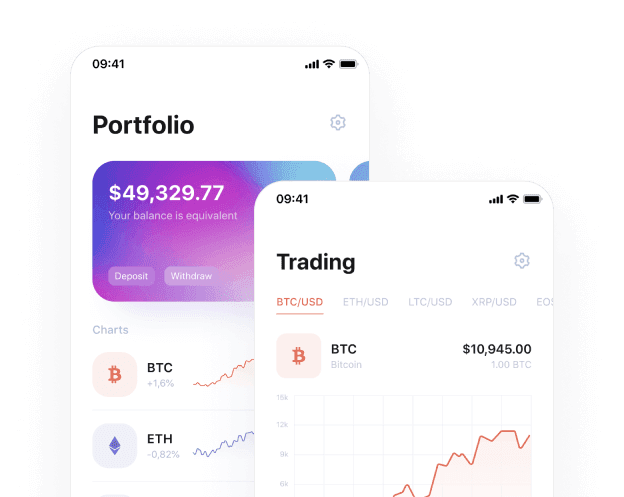 09:41
Portfolio
$49,329.77
Your balance is equivalent
Deposit
Withdraw
Charts
BTC
+1,6%
ETH
-0,82%
09:41
Trading
BTC/USD
ETH/USD
LTC/USD
XRP/USD
EOS
BTC
$10,945.00
Bitcoin
1.00 BTC
15k
12k
9k
6k